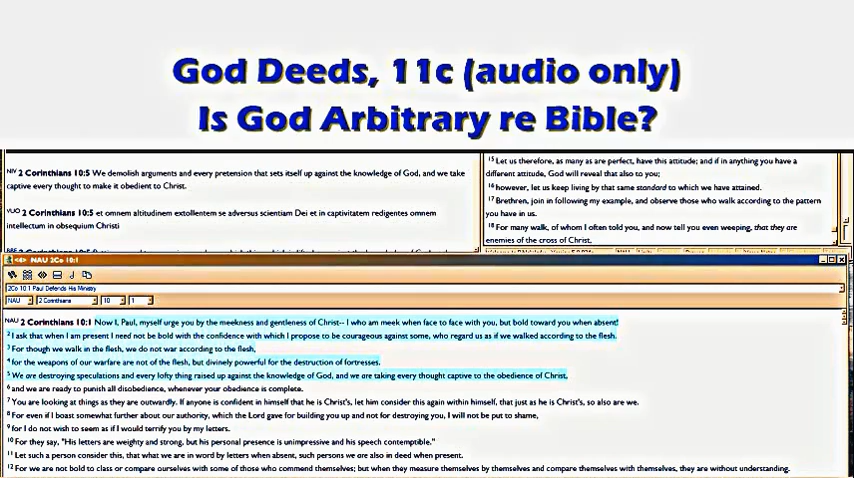 God Deeds, 11c (audio only)
Is God Arbitrary re Bible?
NIV 2 Corinthians 10:5 We demolish arguments and every pretension that sets itself up against the knowledge of God, and we take
captive every thought to make it obedient to Christ.
VUO 2 Corinthians 10:5 et omnem altitudinem extollentem se adversus scientiam Dei et in captivitatem redigentes omnem
intellectum in obsequium Christi
15 Let us therefore, as many as are perfect, have this attitude; and if in anything you have a
different attitude, God will reveal that also to you;
16 however, let us keep living by that same standard to which we have attained.
17 Brethren, join in following my example, and observe those who walk according to the pattern
you have in us.
18 For many walk, of whom I often told you, and now tell you even weeping, that they are
enemies of the cross of Christ,
NAU 2Co 10:1
2Co 10:1 Paul Defends His Ministry
NAU 2 Corinthians 10 1
NAU 2 Corinthians 10:1 Now I, Paul, myself urge you by the meekness and gentleness of Christ-- I who am meek when face to face with you, but bold toward you when absent!
2 I ask that when I am present I need not be bold with the confidence with which I propose to be courageous against some, who regard us as if we walked according to the flesh.
3 For though we walk in the flesh, we do not war according to the flesh,
4 for the weapons of our warfare are not of the flesh, but divinely powerful for the destruction of fortresses.
5 We are destroying speculations and every lofty thing raised up against the knowledge of God, and we are taking every thought captive to the obedience of Christ,
6 and we are ready to punish all disobedience, whenever your obedience is complete.
7 You are looking at things as they are outwardly. If anyone is confident in himself that he is Christ's, let him consider this again within himself, that just as he is Christ's, so also are we.
8 For even if I boast somewhat further about our authority, which the Lord gave for building you up and not for destroying you, I will not be put to shame,
9 for I do not wish to seem as if I would terrify you by my letters.
10 For they say, "His letters are weighty and strong, but his personal presence is unimpressive and his speech contemptible."
11 Let such a person consider this, that what we are in word by letters when absent, such persons we are also in deed when present.
12 For we are not bold to class or compare ourselves with some of those who commend themselves; but when they measure themselves by themselves and compare themselves with themselves, they are without understanding.